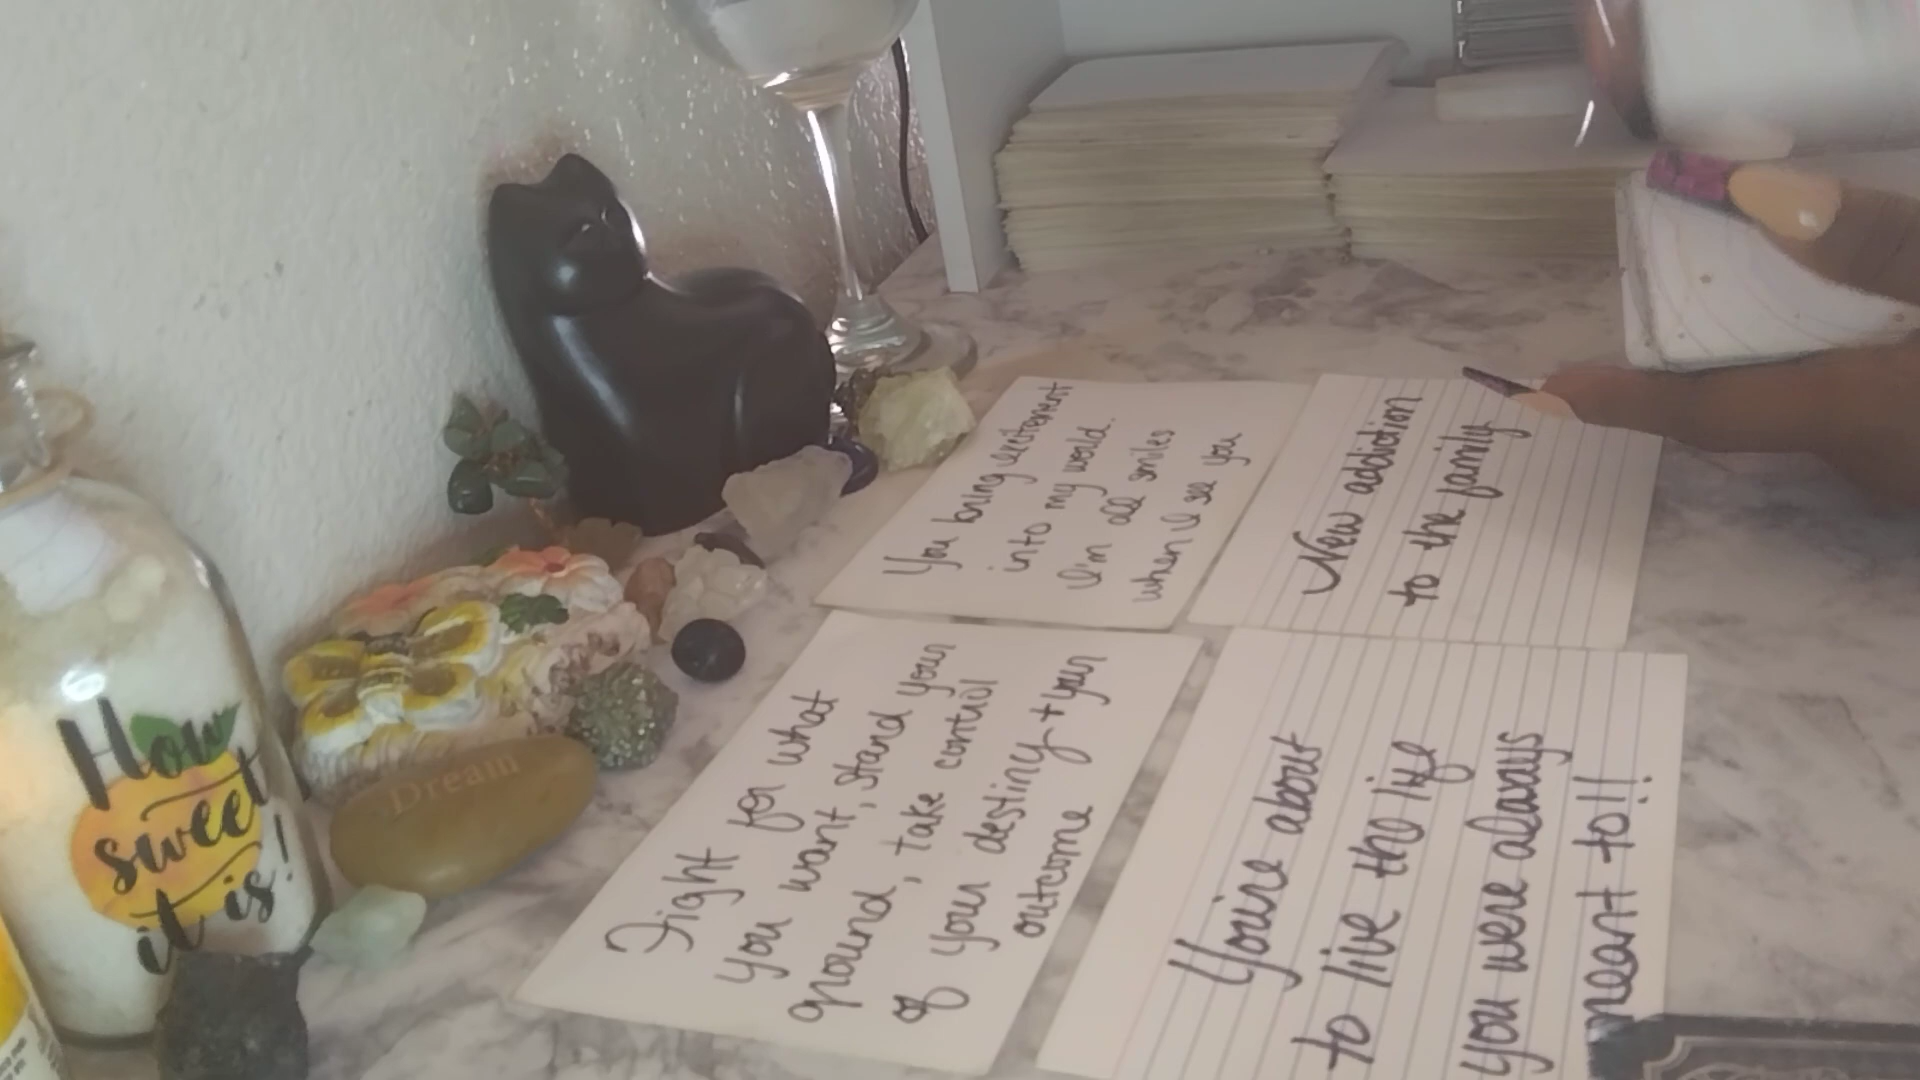 You bring excitement
into my world.
I'm all smiles
when I see you
New addiction
to the family
Fight for what
you want, stand your
ground, take control
of your destiny + your
outcome
You're about
to live the life
you were always
meant to!!
How
sweet
it is!
Dream